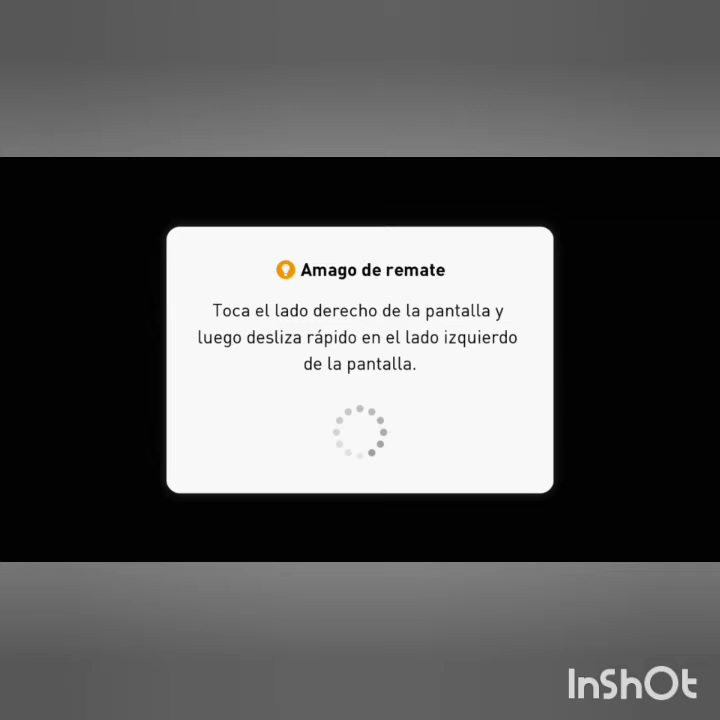 Amago de remate
Toca el lado derecho de la pantalla y
luego desliza rápido en el lado izquierdo
de la pantalla.
InShOt